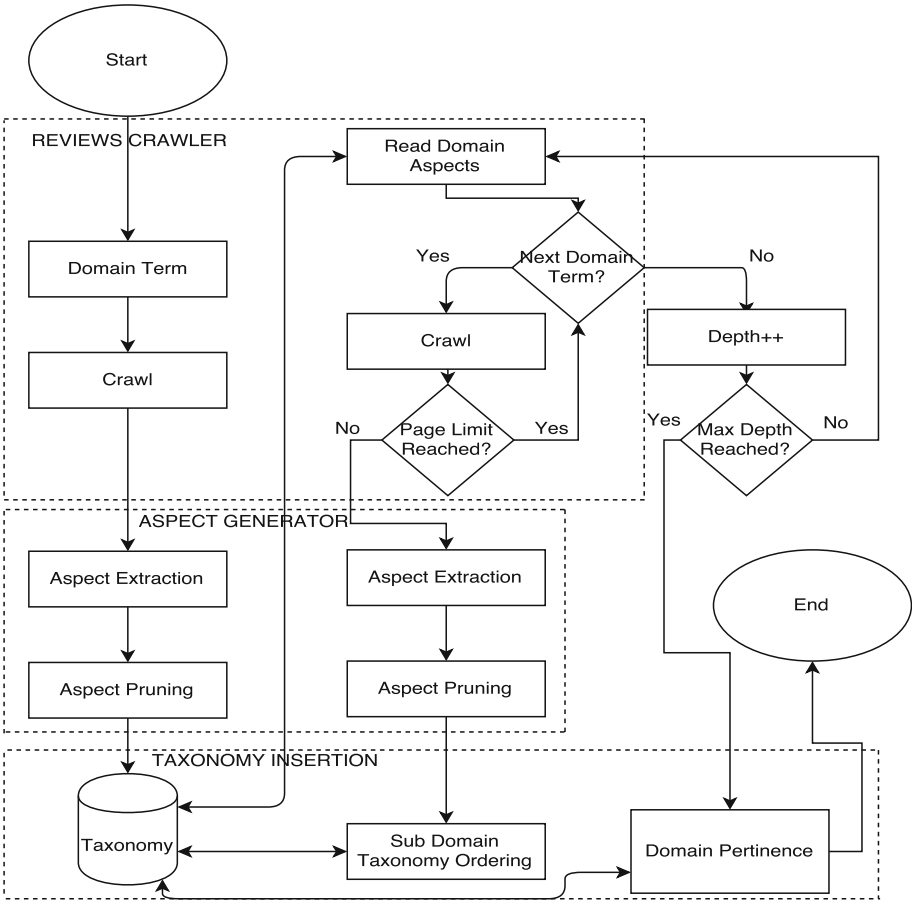 Start
REVIEWS CRAWLER
Read Domain
Aspects
Domain Term
Yes
Next Domain
Term?
No
Crawl
Crawl
Depth++
No
Page Limit
Reached?
Yes
Yes
Max Depth
Reached?
No
ASPECT GENERATOR
Aspect Extraction
Aspect Extraction
End
Aspect Pruning
Aspect Pruning
TAXONOMY INSERTION
Taxonomy
Sub Domain
Taxonomy Ordering
Domain Pertinence